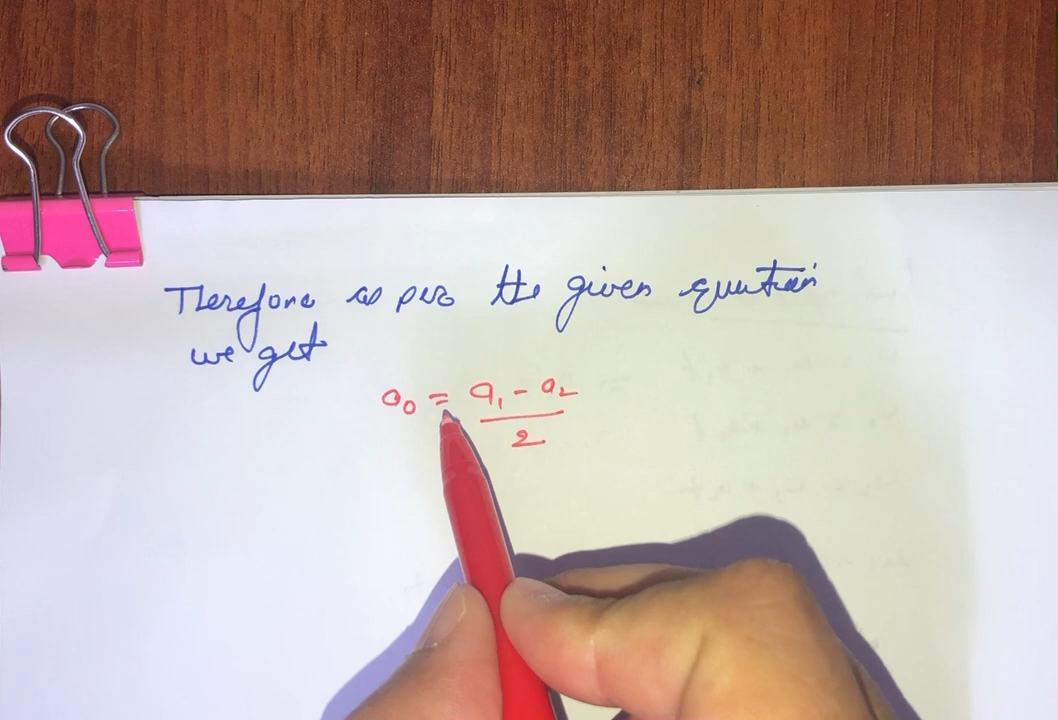 Therefore as per the given equation
we get
a₀ = (a₁ - a₂)/2